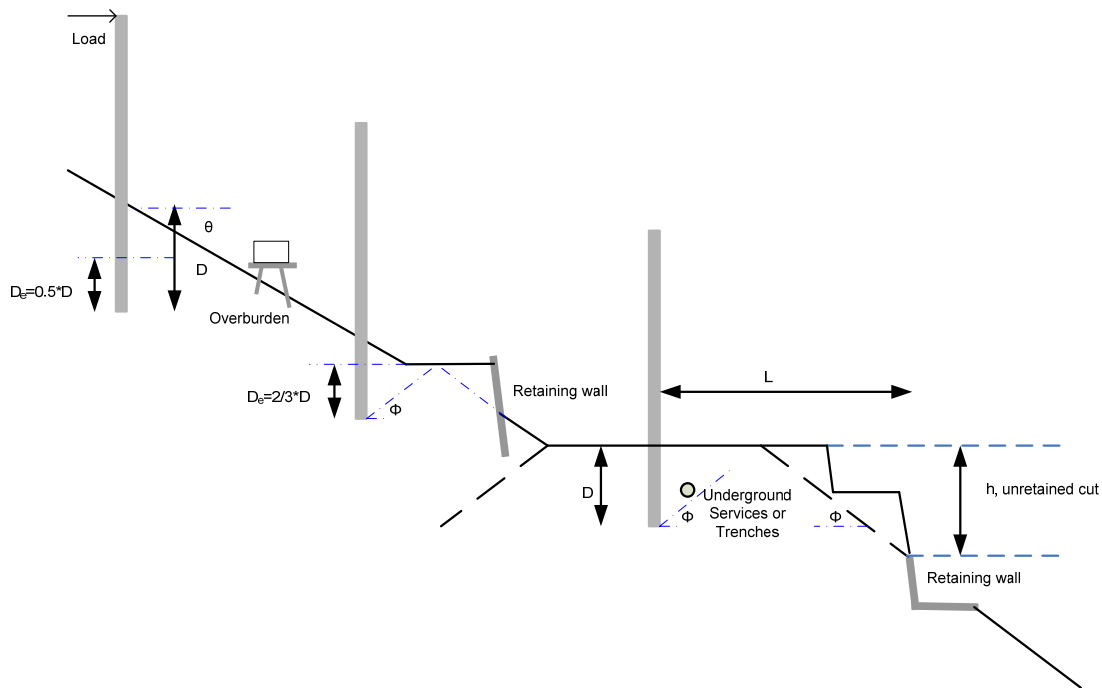 Load
θ
D
Dₑ=0.5*D
Overburden
Dₑ=2/3*D
Φ
Retaining wall
L
D
Φ
Underground
Services or
Trenches
Φ
h, unretained cut
Retaining wall